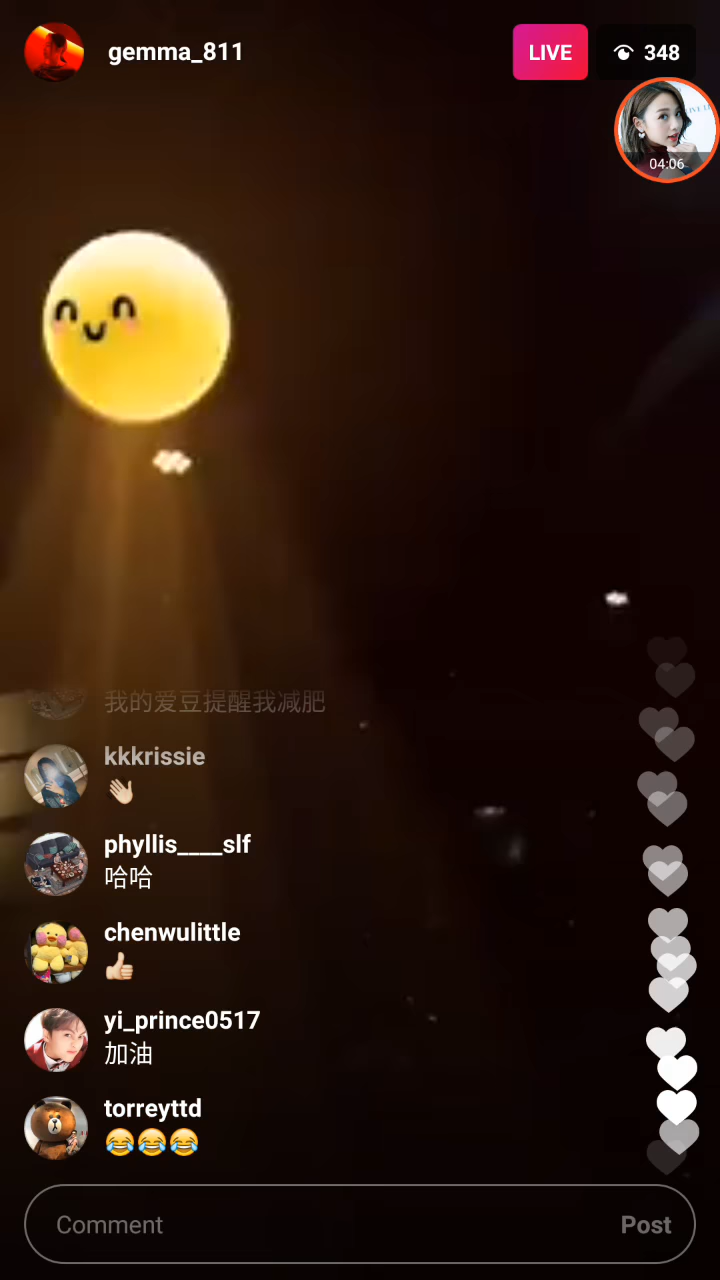 gemma_811
LIVE
348
04:06
我的爱豆提醒我减肥
kkkrissie
👋🏻
phyllis____slf
哈哈
chenwulittle
👍🏻
yi_prince0517
加油
torreyttd
😂😂😂
Comment
Post